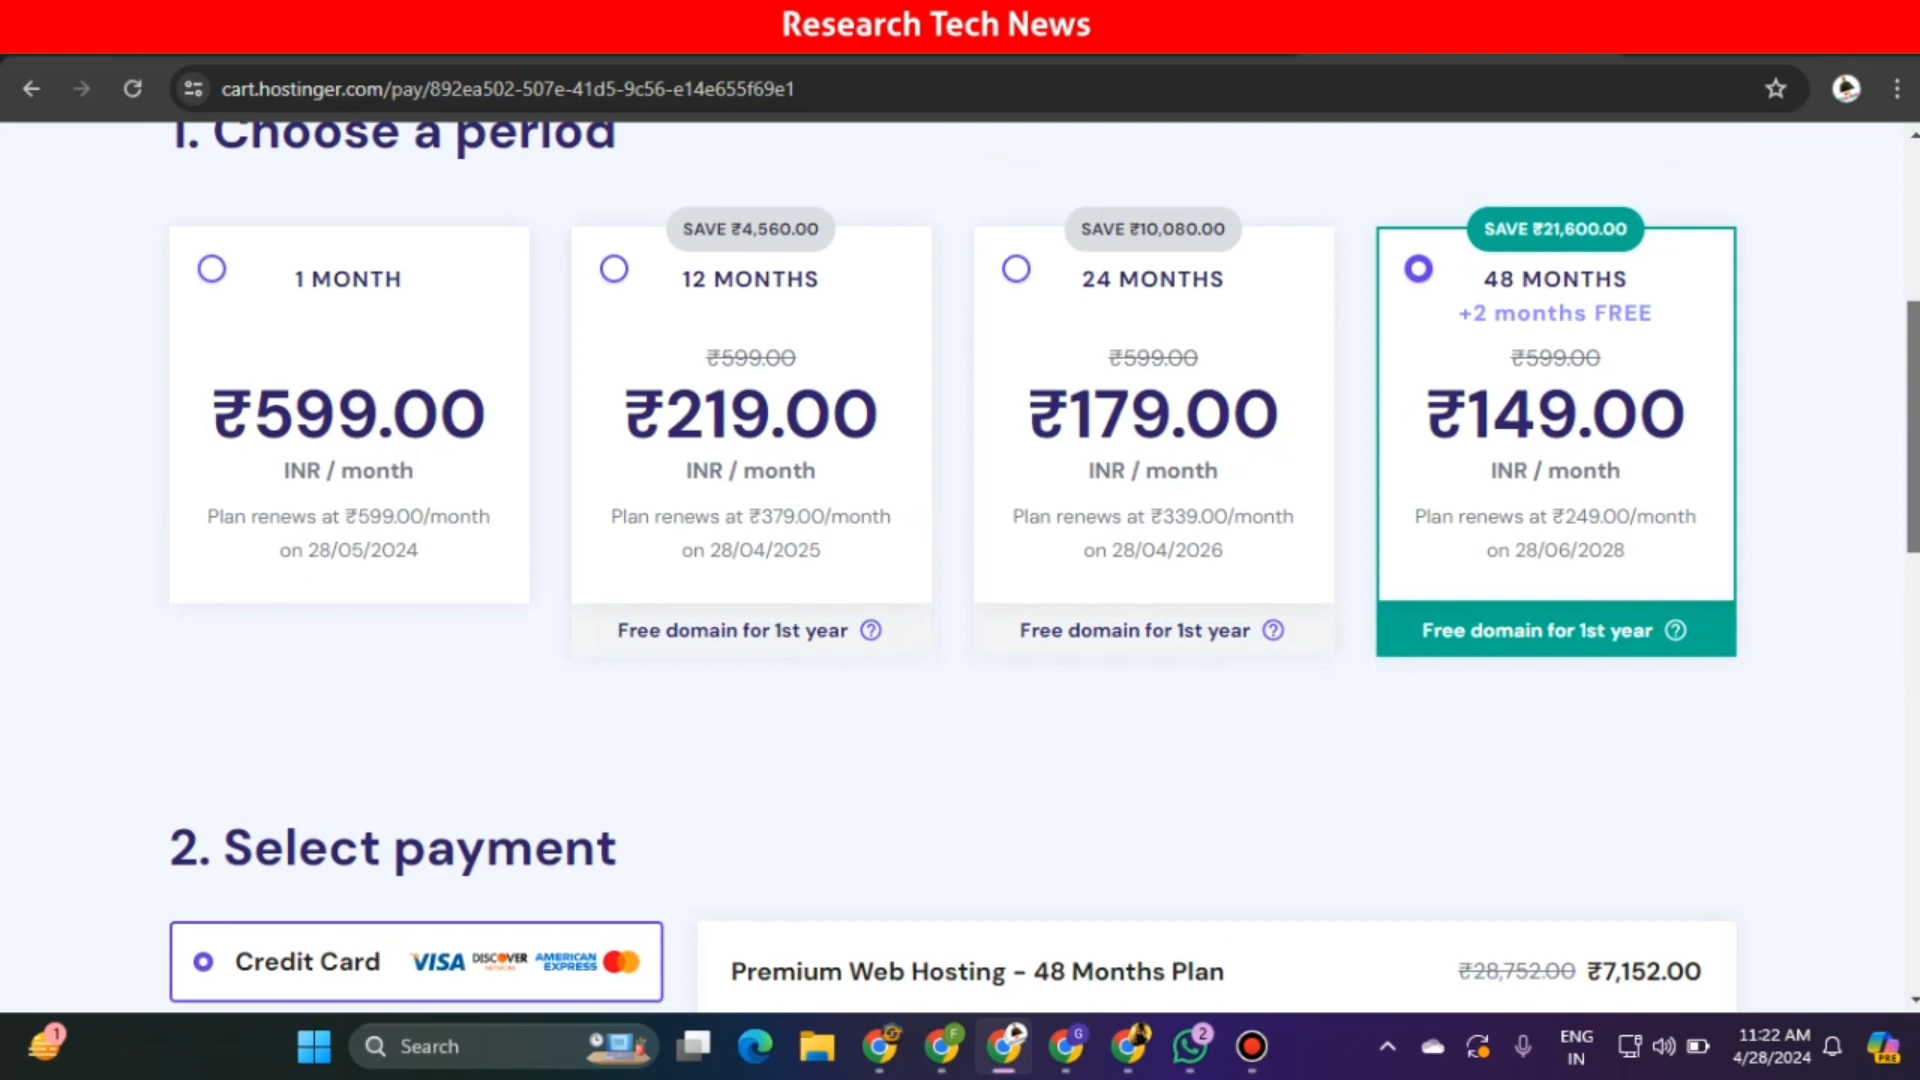 Research Tech News
cart.hostinger.com/pay/892ea502-507e-41d5-9c56-e14e655f69e1
1. Choose a period
1 MONTH
₹599.00
INR / month
Plan renews at ₹599.00/month
on 28/05/2024
SAVE ₹4,560.00
12 MONTHS
₹599.00
₹219.00
INR / month
Plan renews at ₹379.00/month
on 28/04/2025
Free domain for 1st year
SAVE ₹10,080.00
24 MONTHS
₹599.00
₹179.00
INR / month
Plan renews at ₹339.00/month
on 28/04/2026
Free domain for 1st year
SAVE ₹21,600.00
48 MONTHS
+2 months FREE
₹599.00
₹149.00
INR / month
Plan renews at ₹249.00/month
on 28/06/2028
Free domain for 1st year
2. Select payment
Credit Card VISA DISCOVER NETWORK AMERICAN EXPRESS
Premium Web Hosting - 48 Months Plan ₹28,752.00 ₹7,152.00
1
Search
F
G
2
ENG
IN
11:22 AM
4/28/2024
PRE